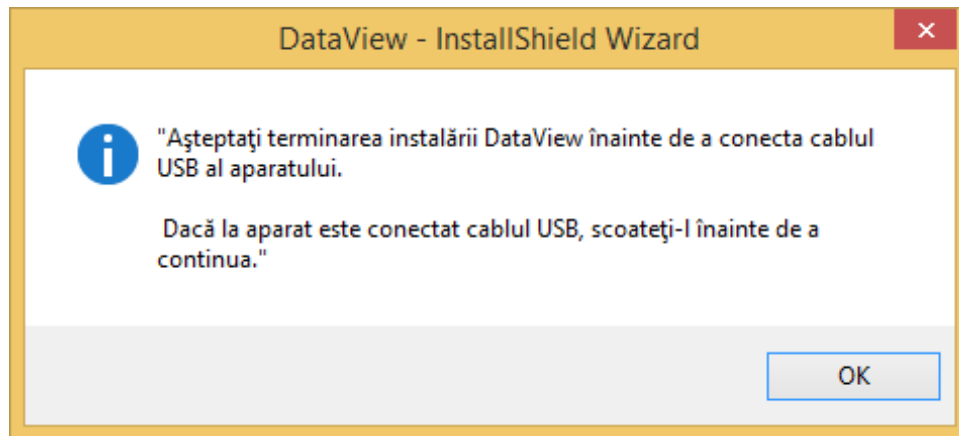 DataView - InstallShield Wizard
"Aşteptaţi terminarea instalării DataView înainte de a conecta cablul
USB al aparatului.
Dacă la aparat este conectat cablul USB, scoateţi-l înainte de a
continua."
OK